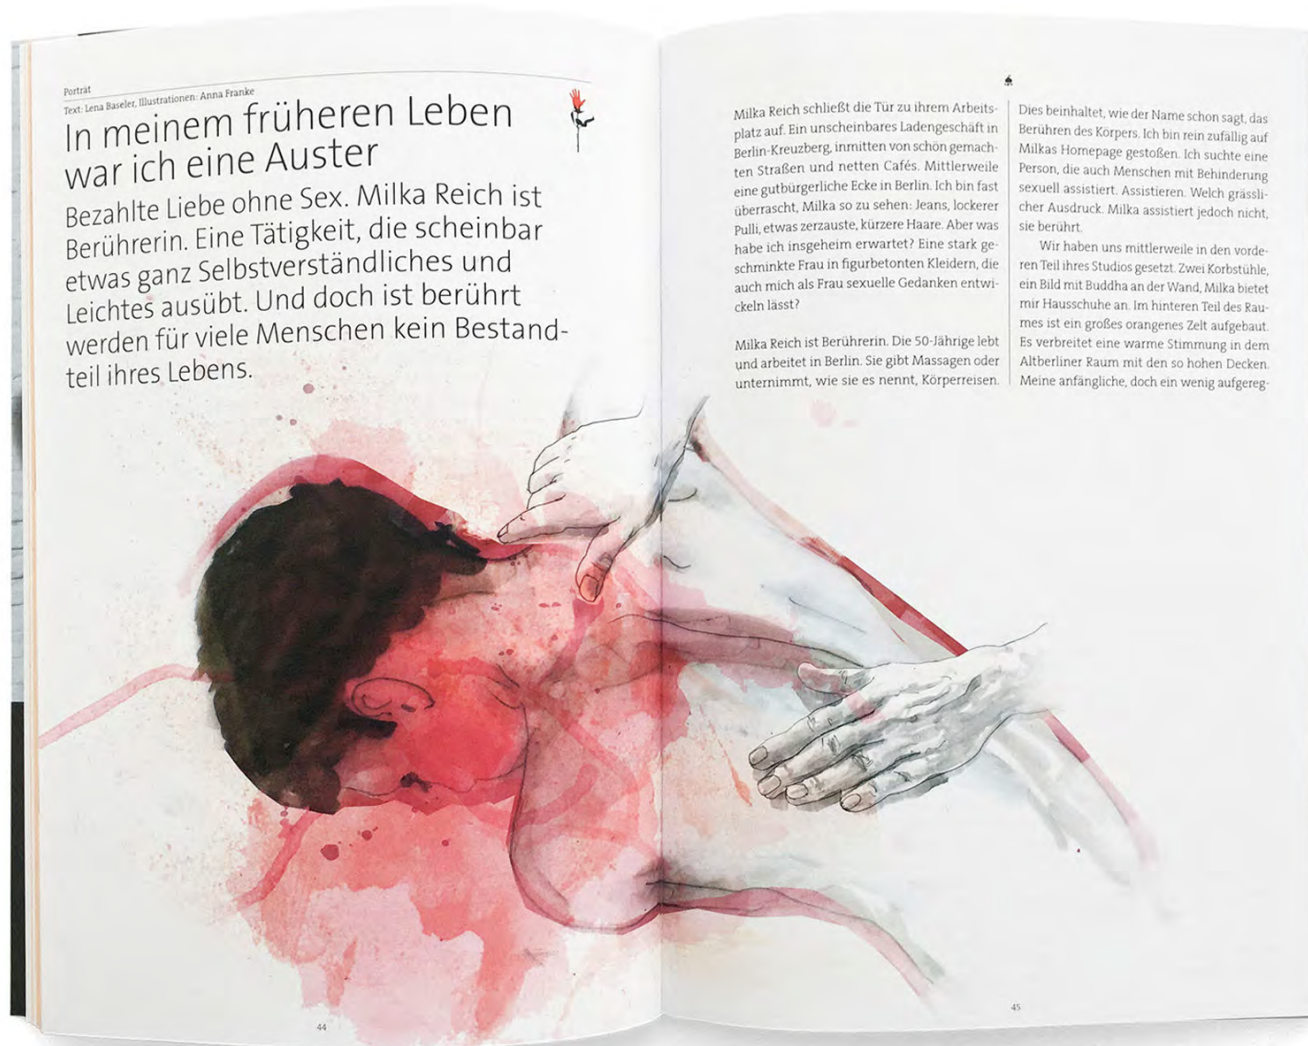 Porträt
Text: Lena Baseler, Illustrationen: Anna Franke
In meinem früheren Leben
war ich eine Auster
Bezahlte Liebe ohne Sex. Milka Reich ist
Berührerin. Eine Tätigkeit, die scheinbar
etwas ganz Selbstverständliches und
Leichtes ausübt. Und doch ist berührt
werden für viele Menschen kein Bestand-
teil ihres Lebens.
Milka Reich schließt die Tür zu ihrem Arbeits-
platz auf. Ein unscheinbares Ladengeschäft in
Berlin-Kreuzberg, inmitten von schön gemach-
ten Straßen und netten Cafés. Mittlerweile
eine gutbürgerliche Ecke in Berlin. Ich bin fast
überrascht, Milka so zu sehen: Jeans, lockerer
Pulli, etwas zerzauste, kürzere Haare. Aber was
habe ich insgeheim erwartet? Eine stark ge-
schminkte Frau in figurbetonten Kleidern, die
auch mich als Frau sexuelle Gedanken entwi-
ckeln lässt?
Milka Reich ist Berührerin. Die 50-Jährige lebt
und arbeitet in Berlin. Sie gibt Massagen oder
unternimmt, wie sie es nennt, Körperreisen.
Dies beinhaltet, wie der Name schon sagt, das
Berühren des Körpers. Ich bin rein zufällig auf
Milkas Homepage gestoßen. Ich suchte eine
Person, die auch Menschen mit Behinderung
sexuell assistiert. Assistieren. Welch grässli-
cher Ausdruck. Milka assistiert jedoch nicht,
sie berührt.
Wir haben uns mittlerweile in den vorde-
ren Teil ihres Studios gesetzt. Zwei Korbstühle,
ein Bild mit Buddha an der Wand, Milka bietet
mir Hausschuhe an. Im hinteren Teil des Rau-
mes ist ein großes orangenes Zelt aufgebaut.
Es verbreitet eine warme Stimmung in dem
Altberliner Raum mit den so hohen Decken.
Meine anfängliche, doch ein wenig aufgereg-
44
45